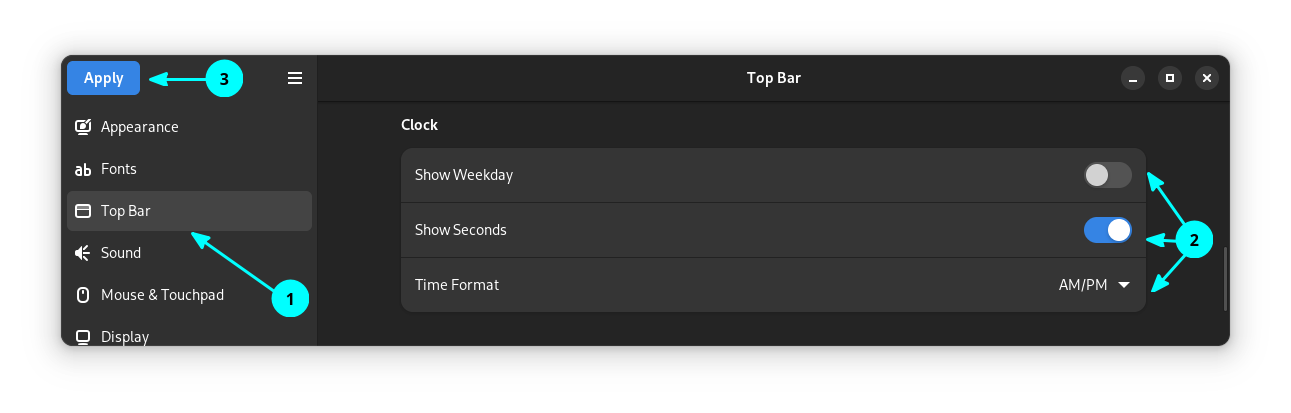 Apply
3
Top Bar
Appearance
Fonts
Top Bar
Sound
Mouse & Touchpad
Display
1
Clock
Show Weekday
Show Seconds
Time Format
AM/PM
2